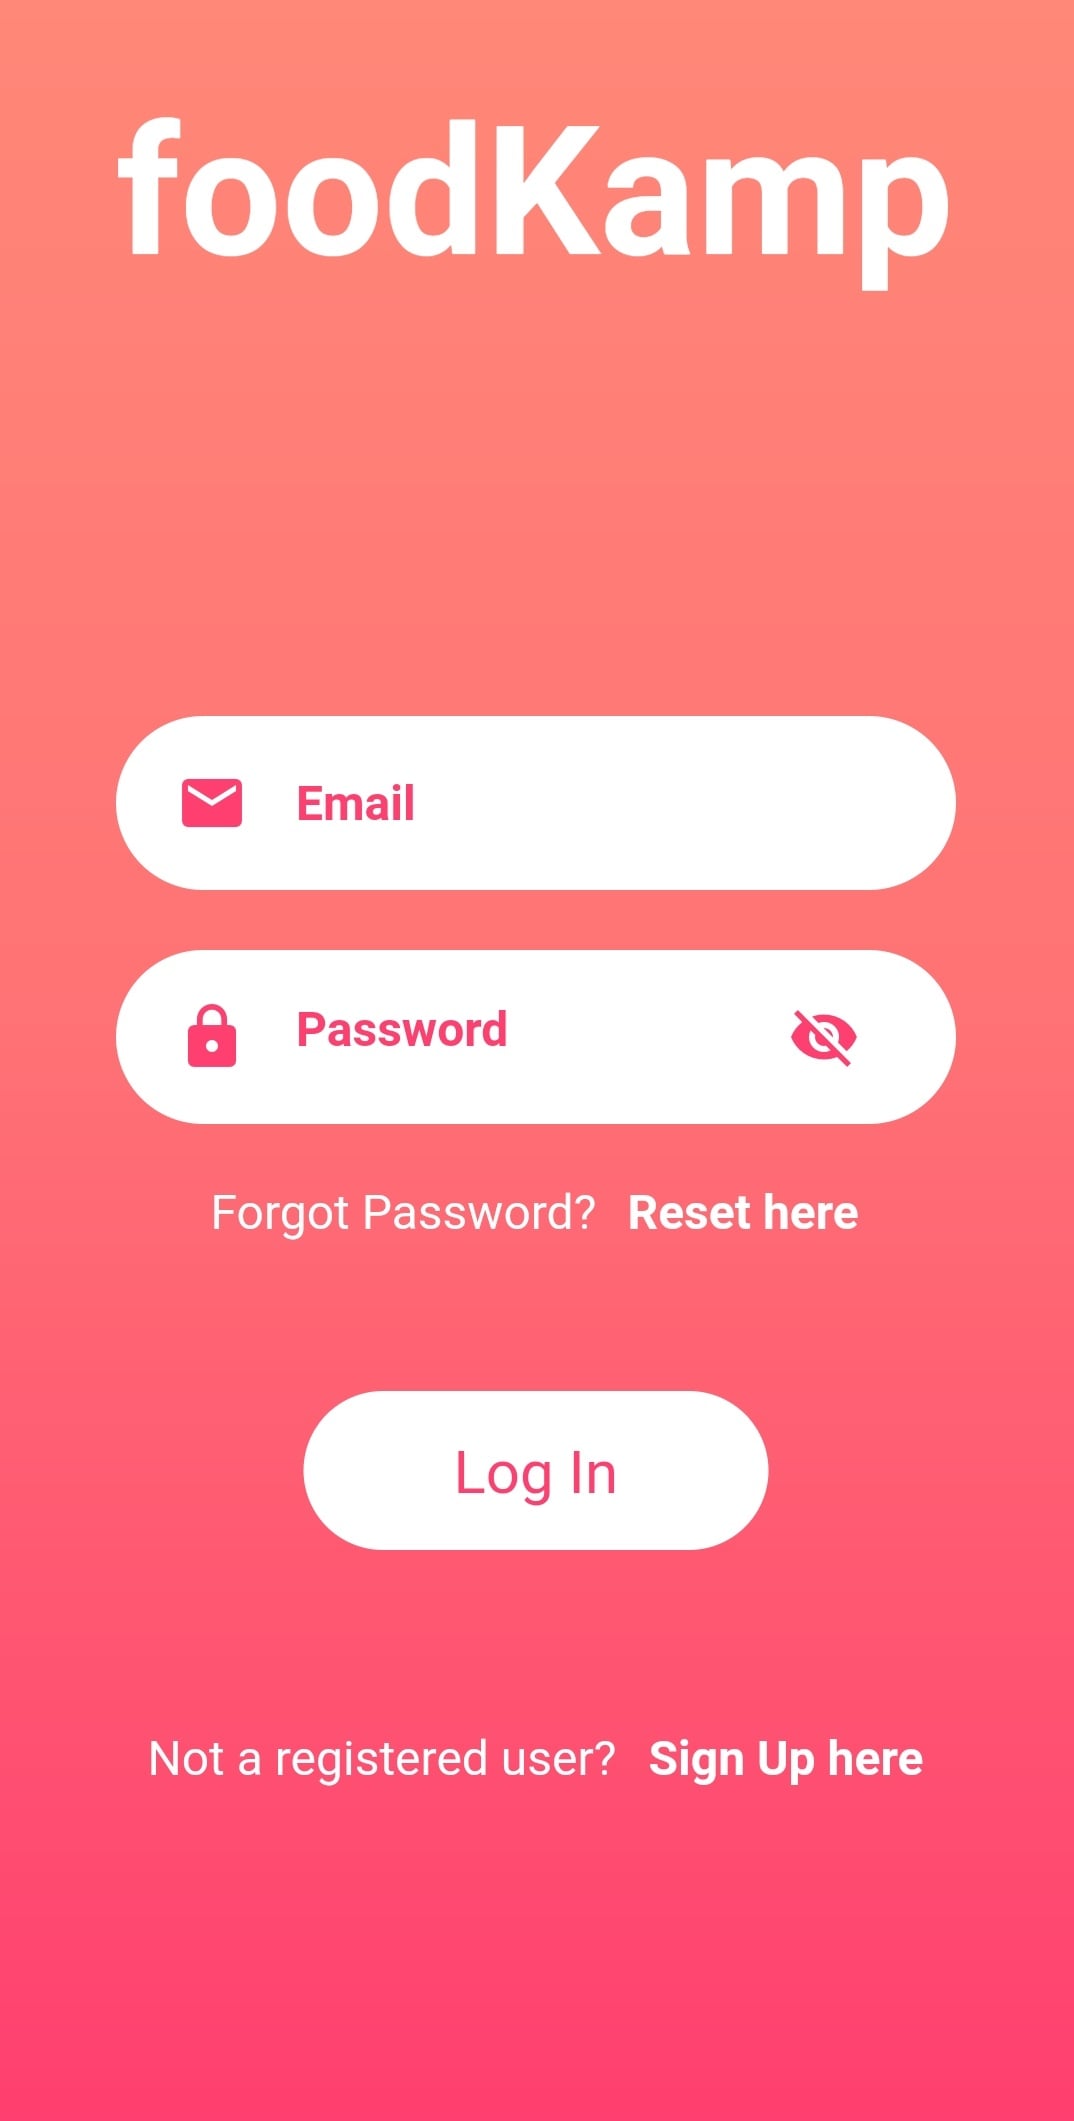 foodKamp
Email
Password
Forgot Password? Reset here
Log In
Not a registered user? Sign Up here